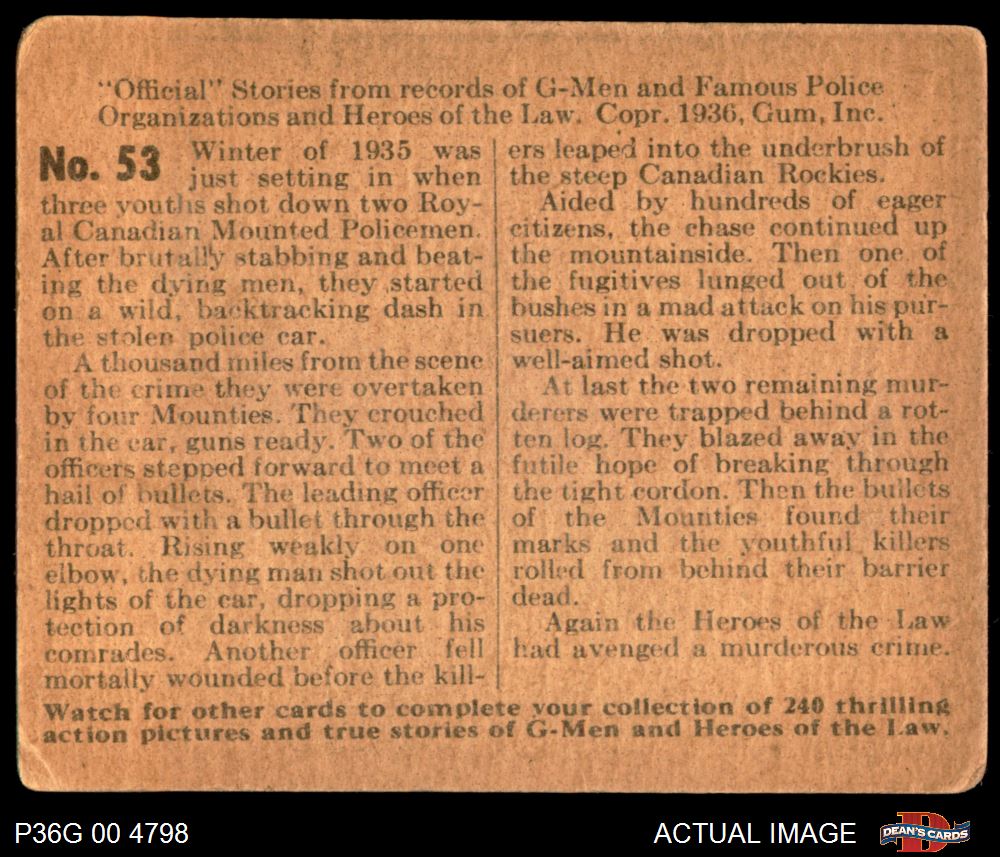 "Official" Stories from records of G-Men and Famous Police
Organizations and Heroes of the Law. Copr. 1936, Gum, Inc.
No. 53 Winter of 1935 was
just setting in when
three youths shot down two Roy-
al Canadian Mounted Policemen.
After brutally stabbing and beat-
ing the dying men, they started
on a wild, backtracking dash in
the stolen police car.
A thousand miles from the scene
of the crime they were overtaken
by four Mounties. They crouched
in the car, guns ready. Two of the
officers stepped forward to meet a
hail of bullets. The leading officer
dropped with a bullet through the
throat. Rising weakly on one
elbow, the dying man shot out the
lights of the car, dropping a pro-
tection of darkness about his
comrades. Another officer fell
mortally wounded before the kill-
ers leaped into the underbrush of
the steep Canadian Rockies.
Aided by hundreds of eager
citizens, the chase continued up
the mountainside. Then one of
the fugitives lunged out of the
bushes in a mad attack on his pur-
suers. He was dropped with a
well-aimed shot.
At last the two remaining mur-
derers were trapped behind a rot-
ten log. They blazed away in the
futile hope of breaking through
the tight cordon. Then the bullets
of the Mounties found their
marks and the youthful killers
rolled from behind their barrier
dead.
Again the Heroes of the Law
had avenged a murderous crime.
Watch for other cards to complete your collection of 240 thrilling
action pictures and true stories of G-Men and Heroes of the Law.
P36G 00 4798
ACTUAL IMAGE
DEAN'S CARDS